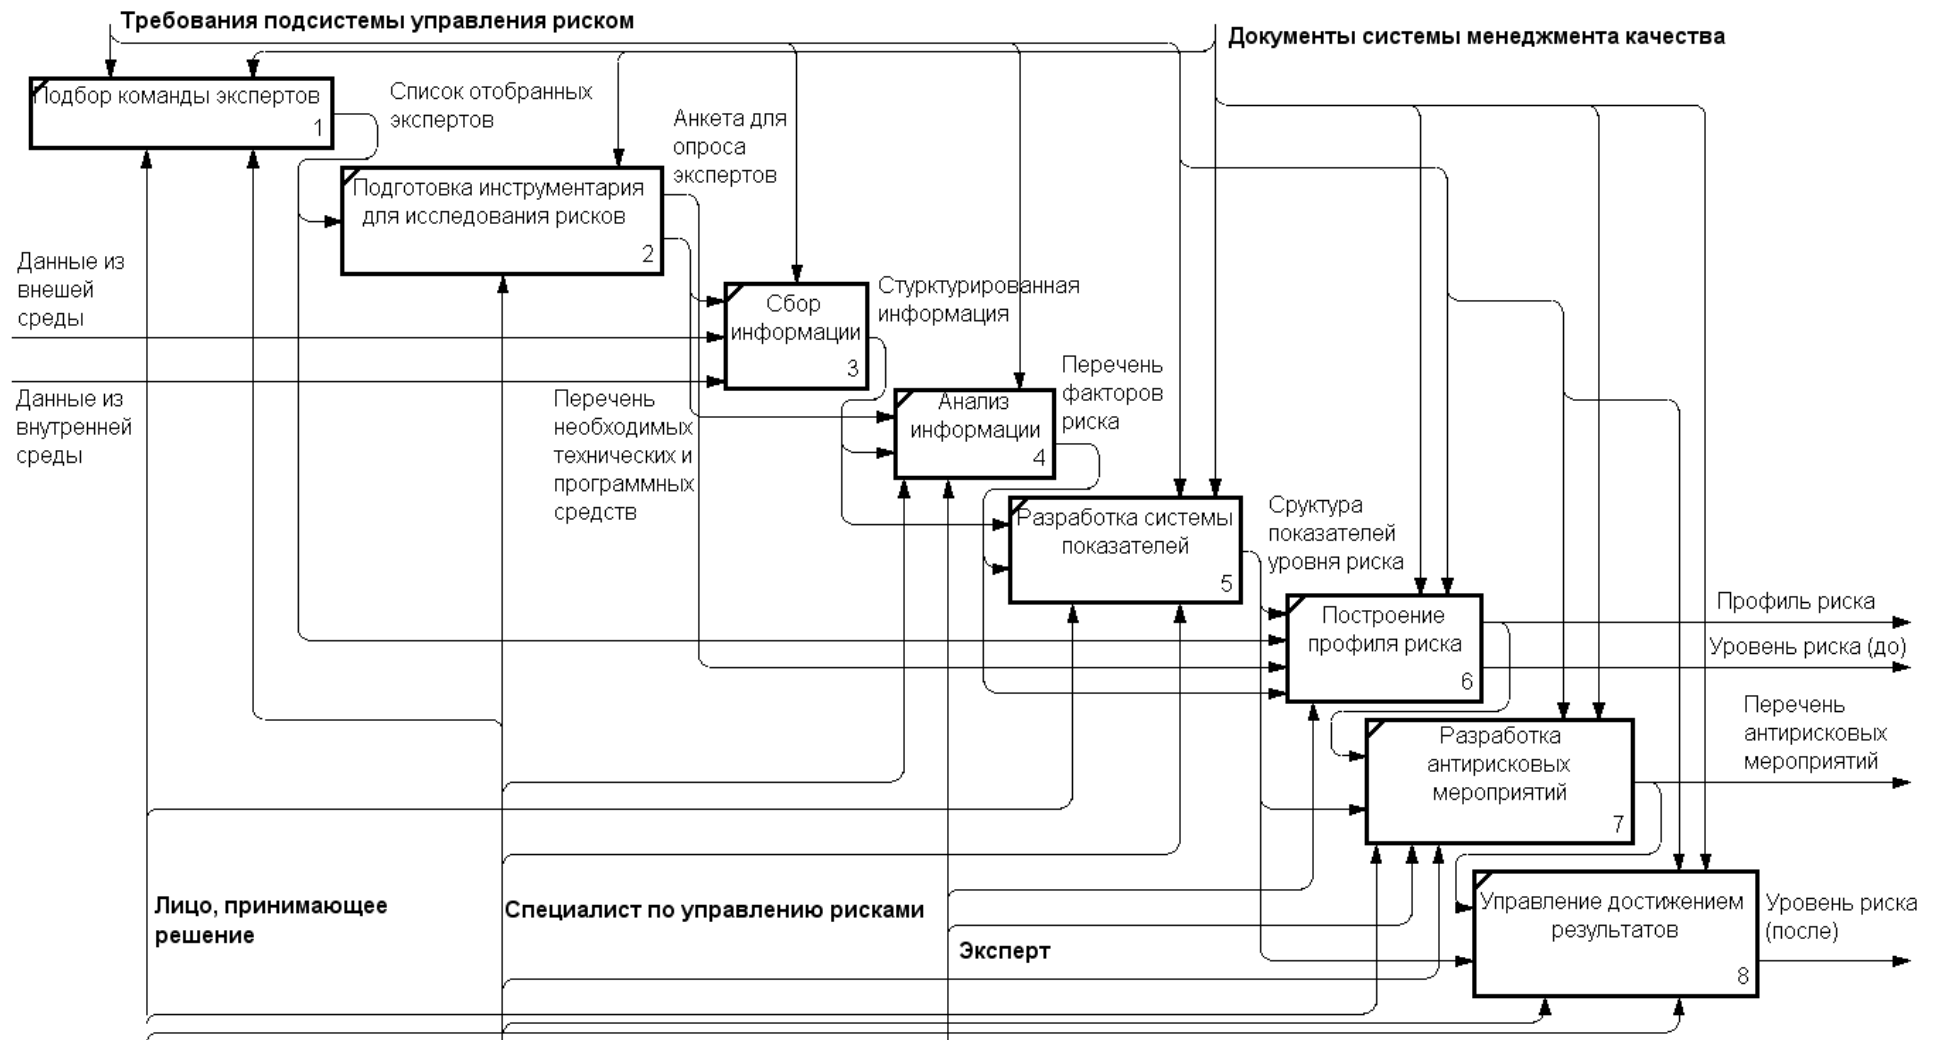 Требования подсистемы управления риском
Документы системы менеджмента качества
Подбор команды экспертов
1
Список отобранных
экспертов
Анкета для
опроса
экспертов
Подготовка инструментария
для исследования рисков
2
Данные из
внешей
среды
Сбор
информации
3
Стурктурированная
информация
Данные из
внутренней
среды
Перечень
необходимых
технических и
программных
средств
Анализ
информации
4
Перечень
факторов
риска
Разработка системы
показателей
5
Сруктура
показателей
уровня риска
Построение
профиля риска
6
Профиль риска
Уровень риска (до)
Разработка
антирисковых
мероприятий
7
Перечень
антирисковых
мероприятий
Лицо, принимающее
решение
Специалист по управлению рисками
Эксперт
Управление достижением
результатов
8
Уровень риска
(после)